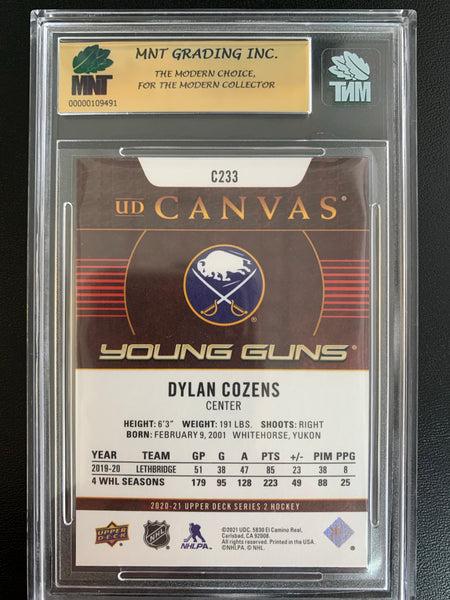 MNT GRADING INC.
THE MODERN CHOICE,
FOR THE MODERN COLLECTOR
MNT
00000109491
MNT
C233
UD CANVAS®
YOUNG GUNS®
DYLAN COZENS
CENTER
HEIGHT: 6'3" WEIGHT: 191 LBS. SHOOTS: RIGHT
BORN: FEBRUARY 9, 2001 WHITEHORSE, YUKON
YEAR TEAM GP G A PTS +/- PIM PPG
2019-20 LETHBRIDGE 51 38 47 85 23 38 8
4 WHL SEASONS 179 95 128 223 49 88 25
2020-21 UPPER DECK SERIES 2 HOCKEY
UPPER DECK
NHL
NHLPA
©2021 UDC. 5830 El Camino Real,
Carlsbad, CA 92008.
All rights reserved. Printed in the USA.
©NHLPA. © NHL.